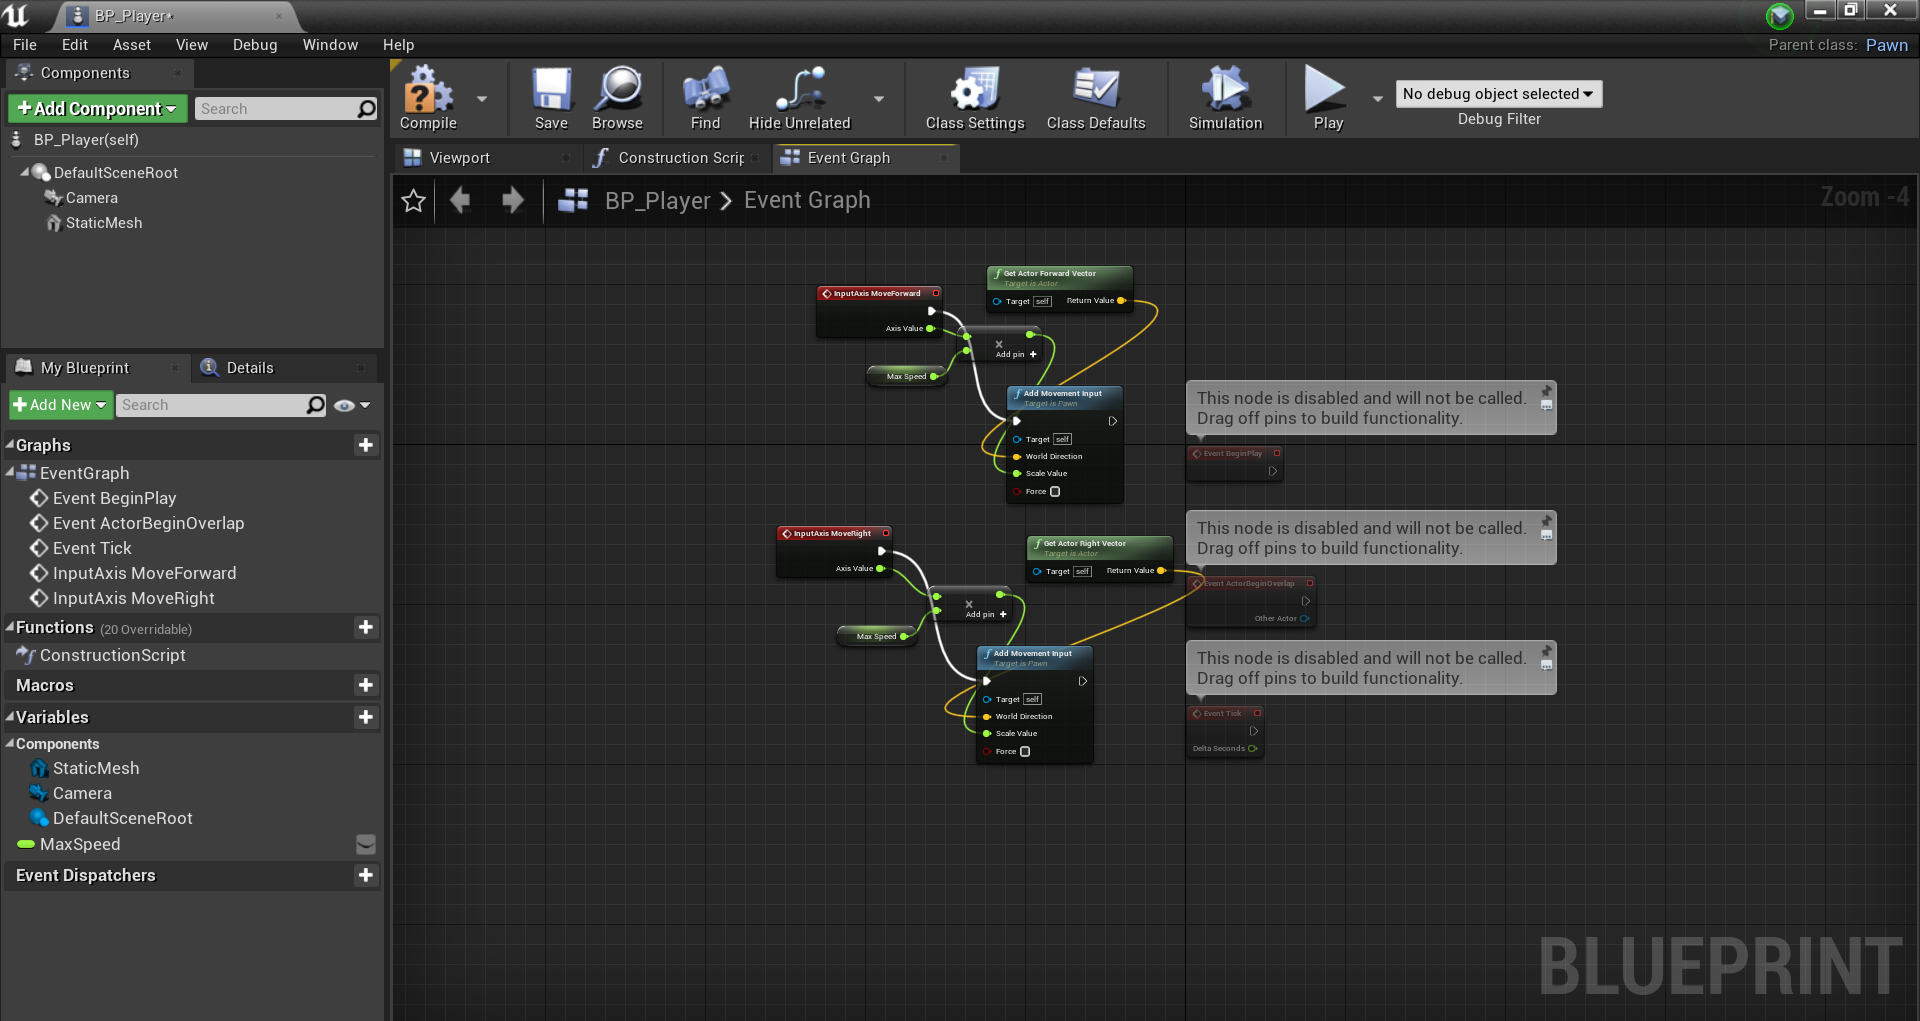 BP_Player*
File Edit Asset View Debug Window Help
Parent class: Pawn
Components
+ Add Component
Search
BP_Player(self)
DefaultSceneRoot
Camera
StaticMesh
My Blueprint
Details
+ Add New
Search
Graphs
EventGraph
Event BeginPlay
Event ActorBeginOverlap
Event Tick
InputAxis MoveForward
InputAxis MoveRight
Functions (20 Overridable)
ConstructionScript
Macros
Variables
Components
StaticMesh
Camera
DefaultSceneRoot
MaxSpeed
Event Dispatchers
Compile
Save
Browse
Find
Hide Unrelated
Class Settings
Class Defaults
Simulation
Play
No debug object selected
Debug Filter
Viewport
Construction Scrip
Event Graph
BP_Player > Event Graph
Zoom -4
InputAxis MoveForward
Axis Value
Max Speed
Get Actor Forward Vector
Target is Actor
Target self Return Value
Add pin +
Add Movement Input
Target is Pawn
Target self
World Direction
Scale Value
Force
This node is disabled and will not be called.
Drag off pins to build functionality.
Event BeginPlay
InputAxis MoveRight
Axis Value
Max Speed
Get Actor Right Vector
Target is Actor
Target self Return Value
Add pin +
Add Movement Input
Target is Pawn
Target self
World Direction
Scale Value
Force
This node is disabled and will not be called.
Drag off pins to build functionality.
Event ActorBeginOverlap
Other Actor
This node is disabled and will not be called.
Drag off pins to build functionality.
Event Tick
Delta Seconds
BLUEPRINT